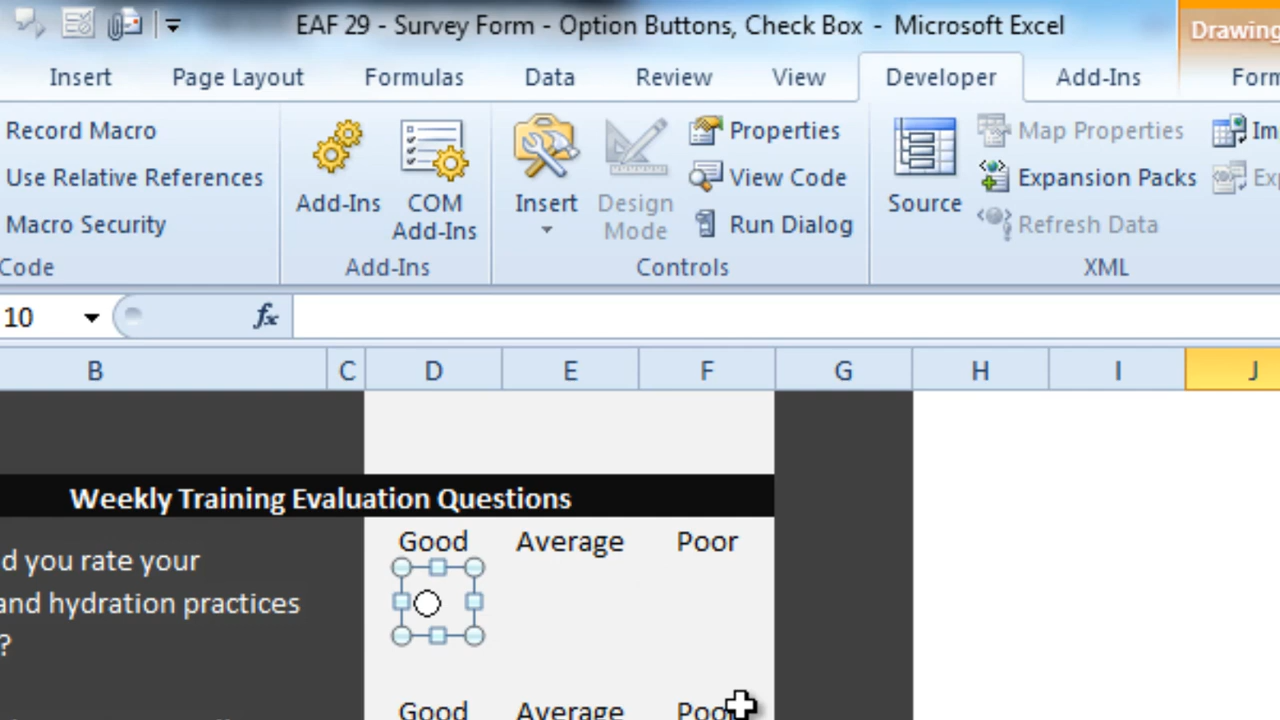 EAF 29 - Survey Form - Option Buttons, Check Box - Microsoft Excel
Drawing
Insert Page Layout Formulas Data Review View Developer Add-Ins
Record Macro
Use Relative References
Macro Security
Code
Add-Ins
COM
Add-Ins
Add-Ins
Insert
Design
Mode
Properties
View Code
Run Dialog
Controls
Source
Map Properties
Expansion Packs
Refresh Data
XML
10
fx
B C D E F G H I J
Weekly Training Evaluation Questions
Good Average Poor
you rate your
and hydration practices
?
Good Average Poor